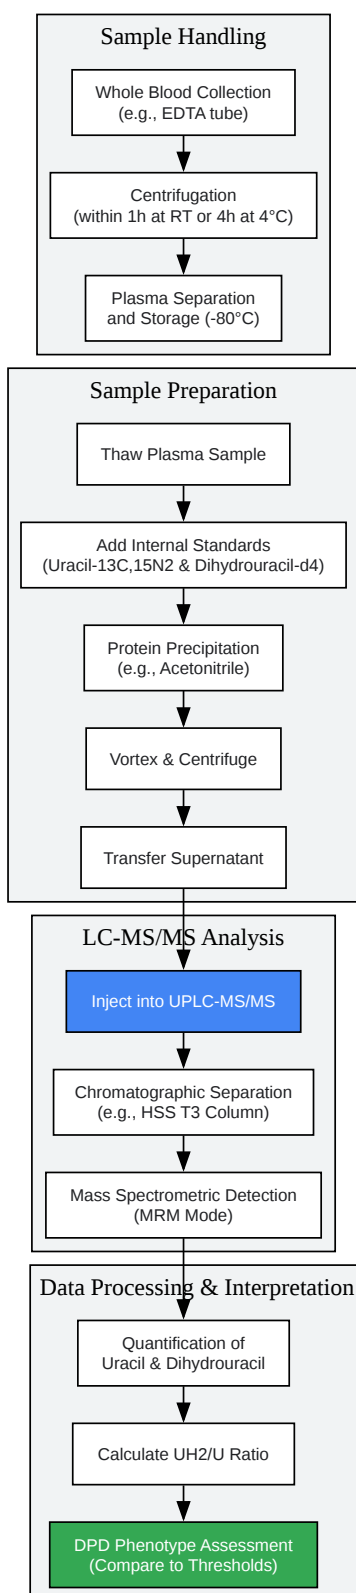 Sample Handling
Whole Blood Collection
(e.g., EDTA tube)
Centrifugation
(within 1h at RT or 4h at 4°C)
Plasma Separation
and Storage (-80°C)
Sample Preparation
Thaw Plasma Sample
Add Internal Standards
(Uracil-13C,15N2 & Dihydrouracil-d4)
Protein Precipitation
(e.g., Acetonitrile)
Vortex & Centrifuge
Transfer Supernatant
LC-MS/MS Analysis
Inject into UPLC-MS/MS
Chromatographic Separation
(e.g., HSS T3 Column)
Mass Spectrometric Detection
(MRM Mode)
Data Processing & Interpretation
Quantification of
Uracil & Dihydrouracil
Calculate UH2/U Ratio
DPD Phenotype Assessment
(Compare to Thresholds)